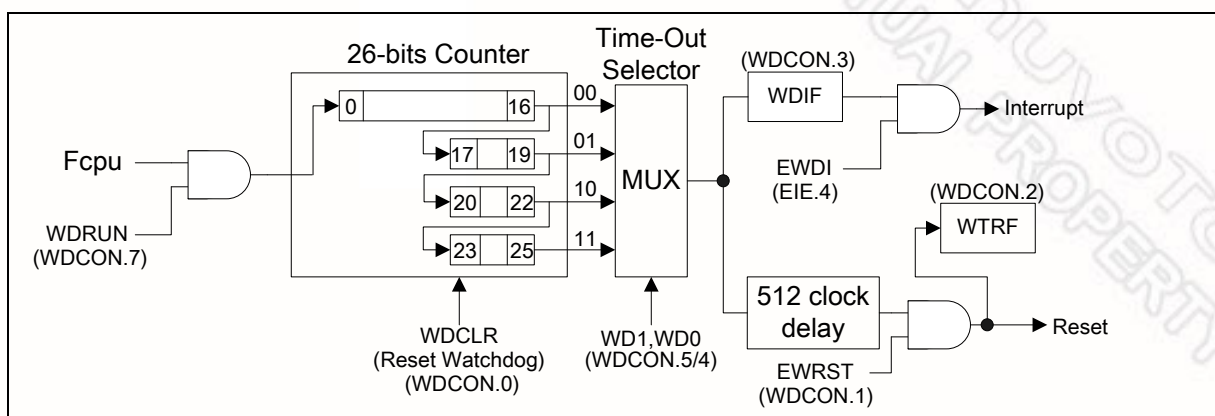 26-bits Counter
Time-Out
Selector
Fcpu
WDRUN
(WDCON.7)
0
16
17
19
20
22
23
25
00
01
10
11
MUX
WDCLR
(Reset Watchdog)
(WDCON.0)
WD1,WD0
(WDCON.5/4)
(WDCON.3)
WDIF
EWDI
(EIE.4)
Interrupt
(WDCON.2)
WTRF
512 clock
delay
EWRST
(WDCON.1)
Reset